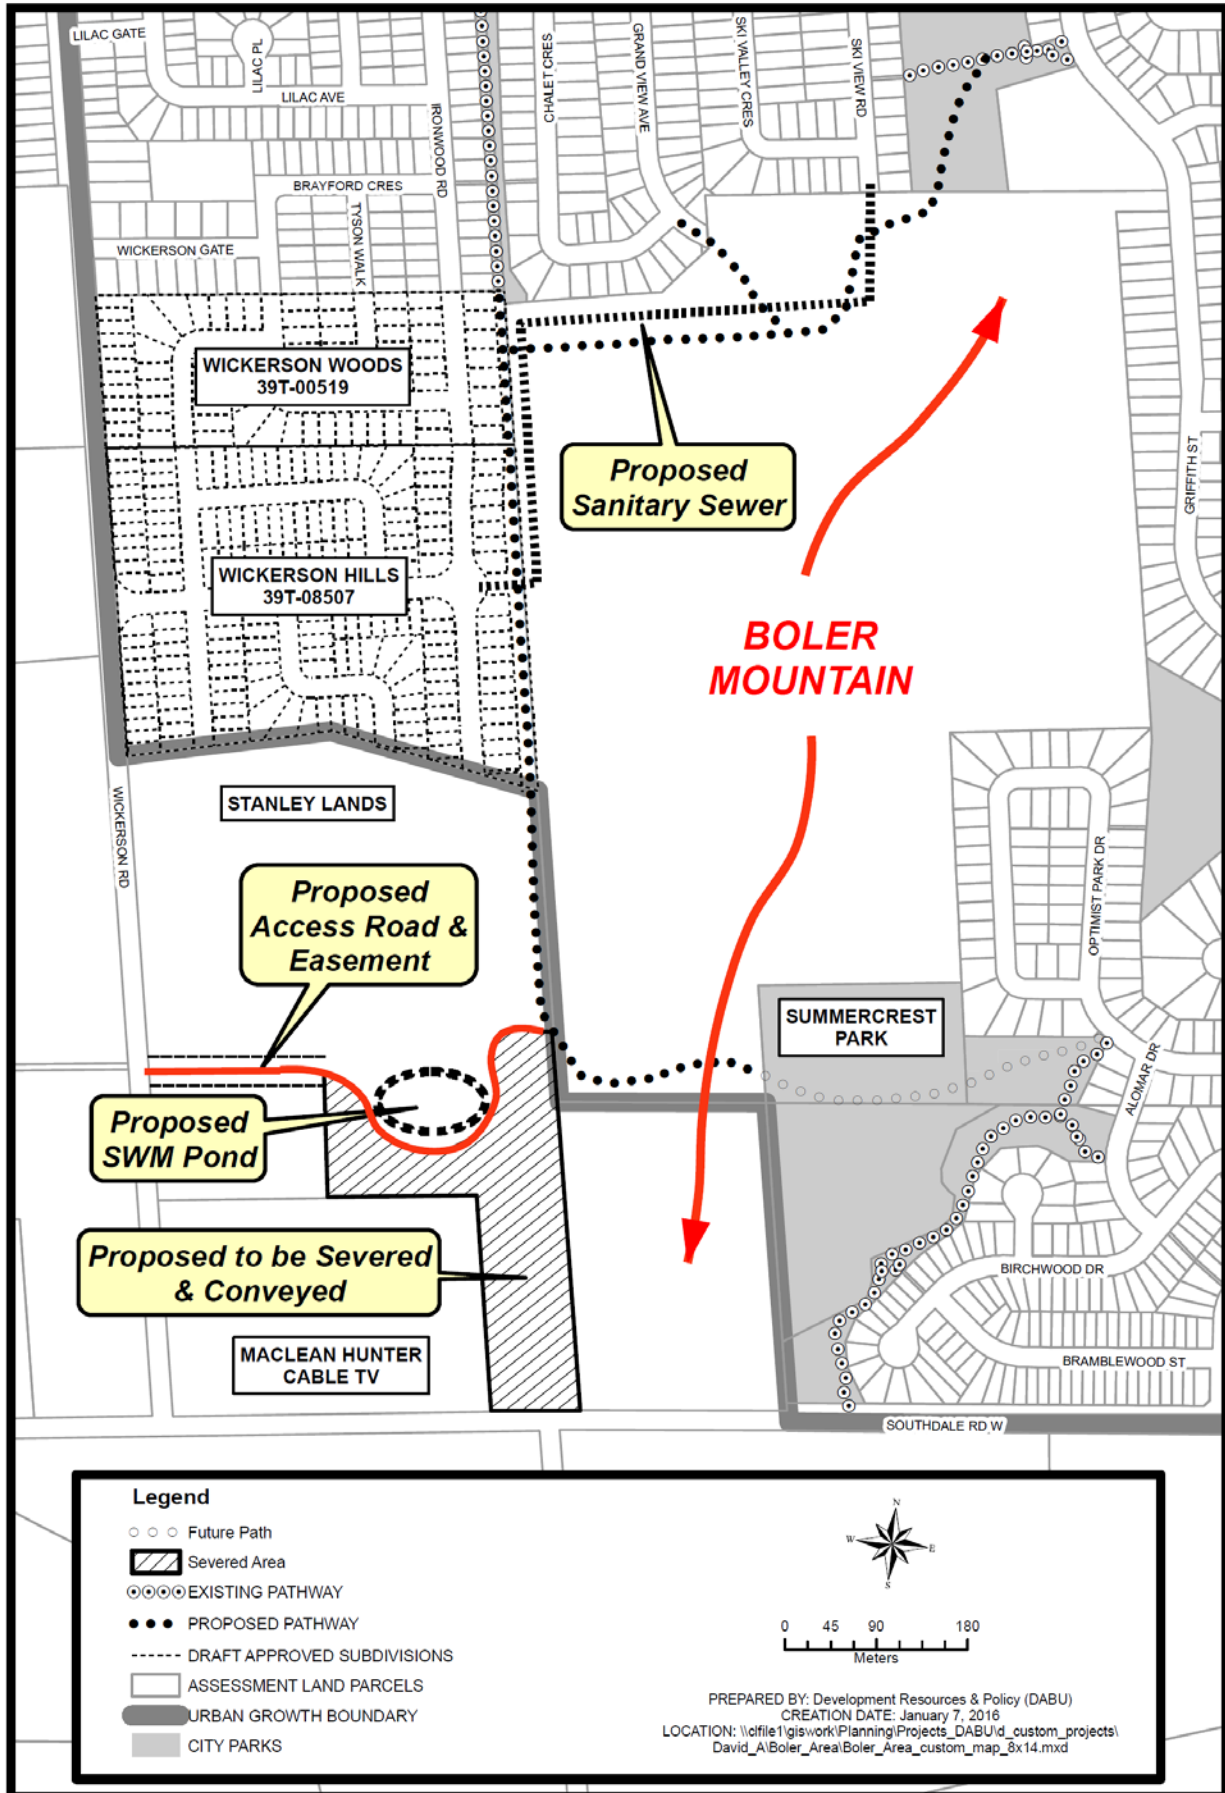 LILAC GATE
LILAC PL
LILAC AVE
IRONWOOD RD
CHALET CRES
GRAND VIEW AVE
SKI VALLEY CRES
SKI VIEW RD
BRAYFORD CRES
TYSON WALK
WICKERSON GATE
WICKERSON WOODS
39T-00519
Proposed
Sanitary Sewer
GRIFFITH ST
WICKERSON HILLS
39T-08507
BOLER
MOUNTAIN
STANLEY LANDS
WICKERSON RD
OPTIMIST PARK DR
Proposed
Access Road &
Easement
SUMMERCREST
PARK
ALOMAR DR
Proposed
SWM Pond
Proposed to be Severed
& Conveyed
BIRCHWOOD DR
MACLEAN HUNTER
CABLE TV
BRAMBLEWOOD ST
SOUTHDALE RD W
Legend
Future Path
Severed Area
EXISTING PATHWAY
PROPOSED PATHWAY
DRAFT APPROVED SUBDIVISIONS
ASSESSMENT LAND PARCELS
URBAN GROWTH BOUNDARY
CITY PARKS
N
W E
S
0 45 90 180
Meters
PREPARED BY: Development Resources & Policy (DABU)
CREATION DATE: January 7, 2016
LOCATION: \\clfile1\giswork\Planning\Projects_DABU\d_custom_projects\
David_A\Boler_Area\Boler_Area_custom_map_8x14.mxd